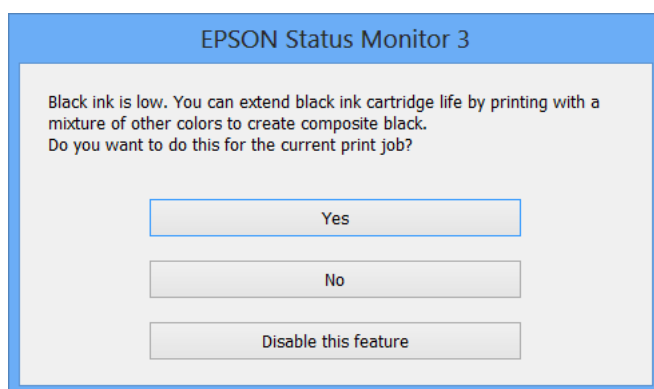 EPSON Status Monitor 3
Black ink is low. You can extend black ink cartridge life by printing with a
mixture of other colors to create composite black.
Do you want to do this for the current print job?
Yes
No
Disable this feature